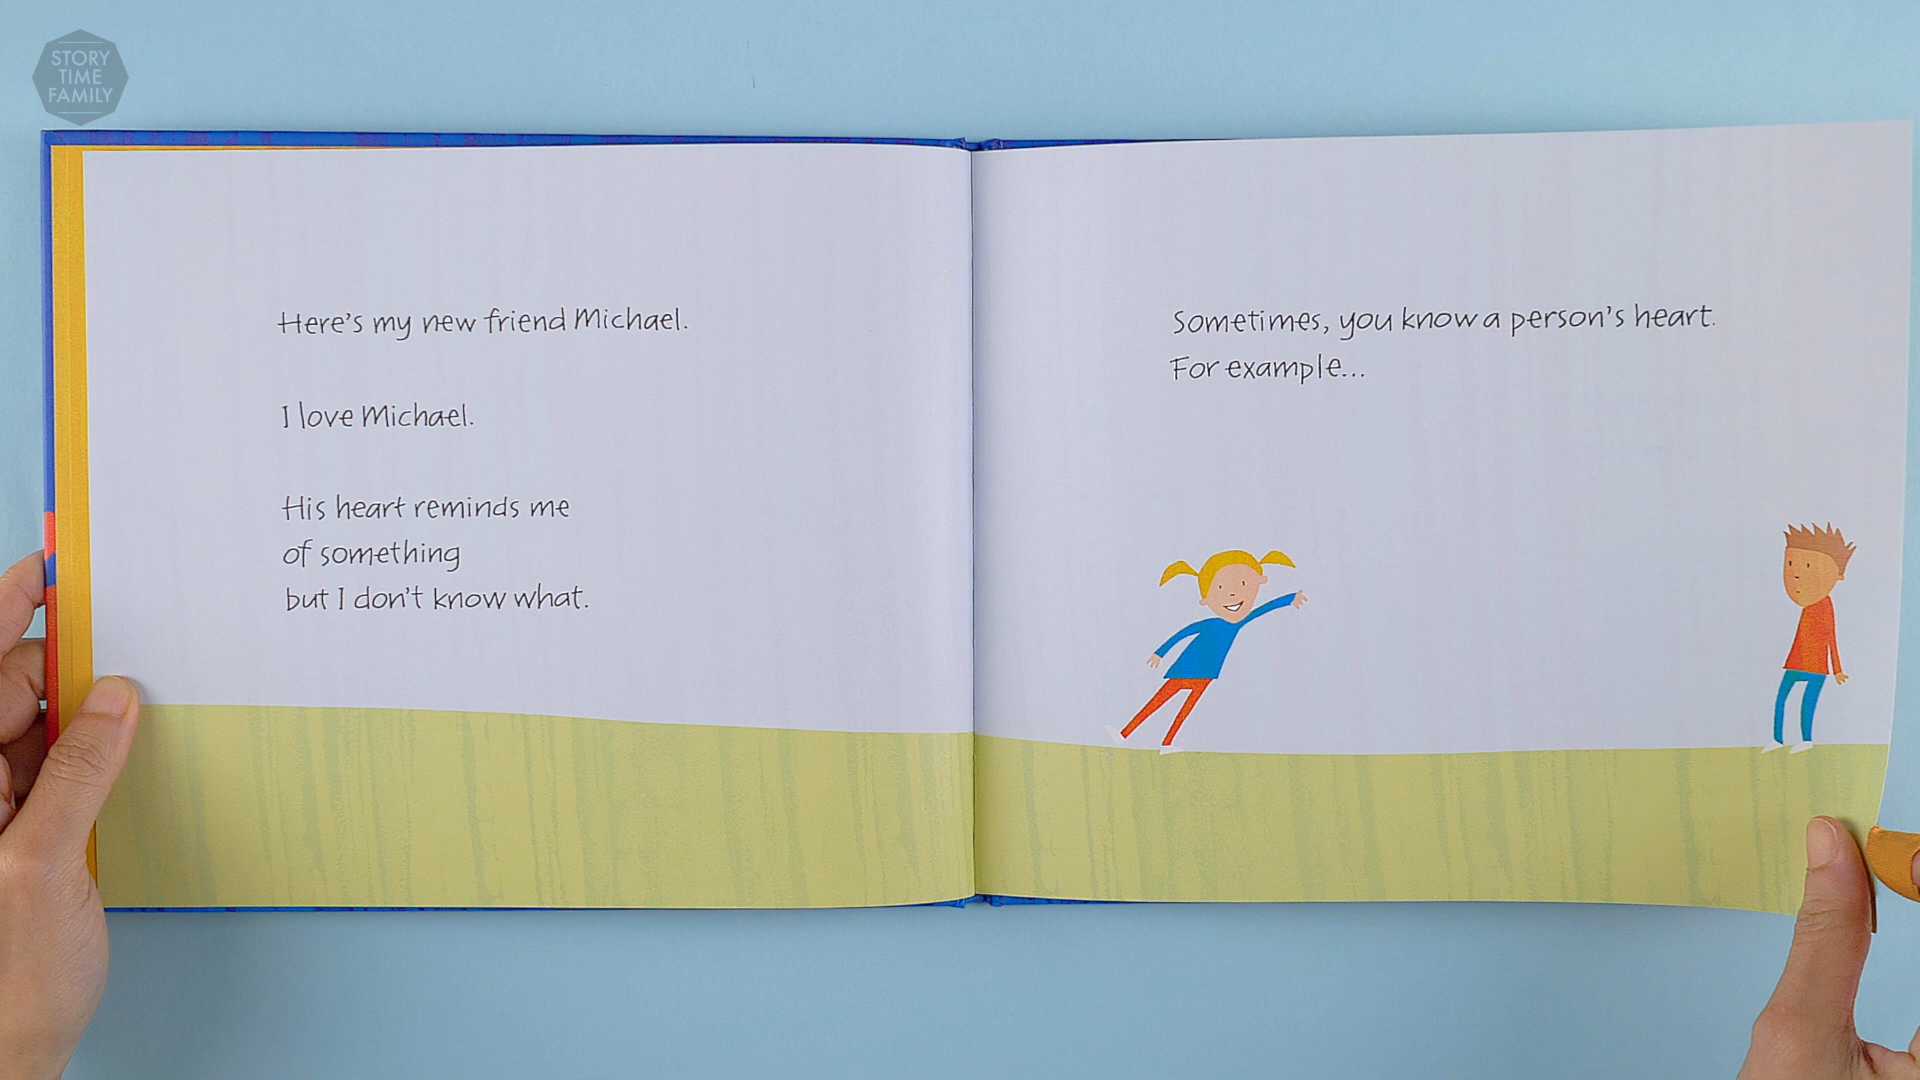 STORY
TIME
FAMILY
Here's my new friend Michael.
I love Michael.
His heart reminds me
of something
but I don't know what.
Sometimes, you know a person's heart.
For example...